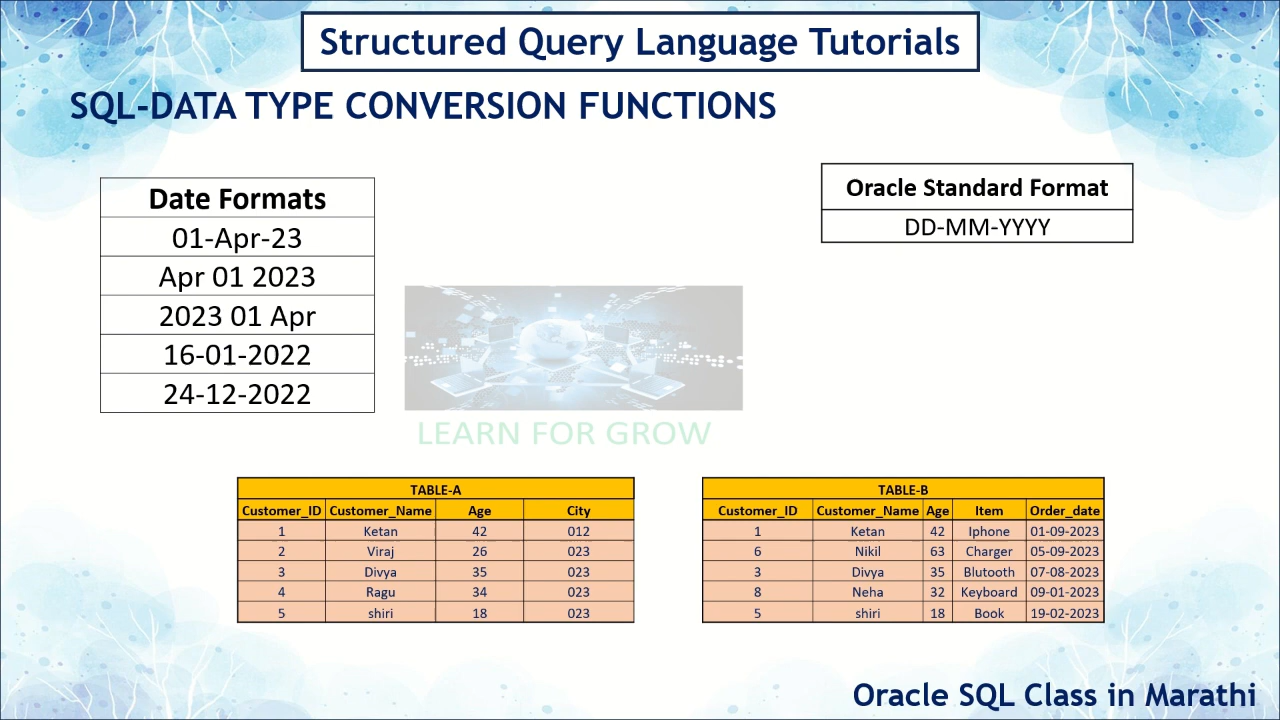 Structured Query Language Tutorials
SQL-DATA TYPE CONVERSION FUNCTIONS
Date Formats
01-Apr-23
Apr 01 2023
2023 01 Apr
16-01-2022
24-12-2022
Oracle Standard Format
DD-MM-YYYY
LEARN FOR GROW
TABLE-A
Customer_ID Customer_Name Age City
1 Ketan 42 012
2 Viraj 26 023
3 Divya 35 023
4 Ragu 34 023
5 shiri 18 023
TABLE-B
Customer_ID Customer_Name Age Item Order_date
1 Ketan 42 Iphone 01-09-2023
6 Nikil 63 Charger 05-09-2023
3 Divya 35 Blutooth 07-08-2023
8 Neha 32 Keyboard 09-01-2023
5 shiri 18 Book 19-02-2023
Oracle SQL Class in Marathi